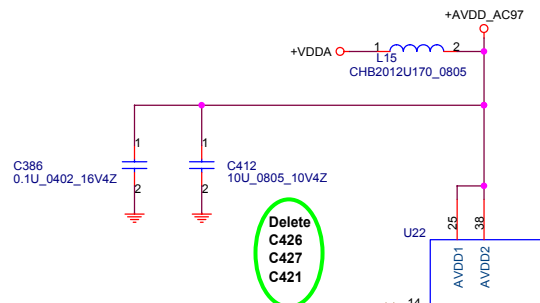 +AVDD_AC97
+VDDA
1
2
L15
CHB2012U170_0805
C386
0.1U_0402_16V4Z
1
2
C412
10U_0805_10V4Z
1
2
Delete
C426
C427
C421
U22
25
38
AVDD1
AVDD2
14